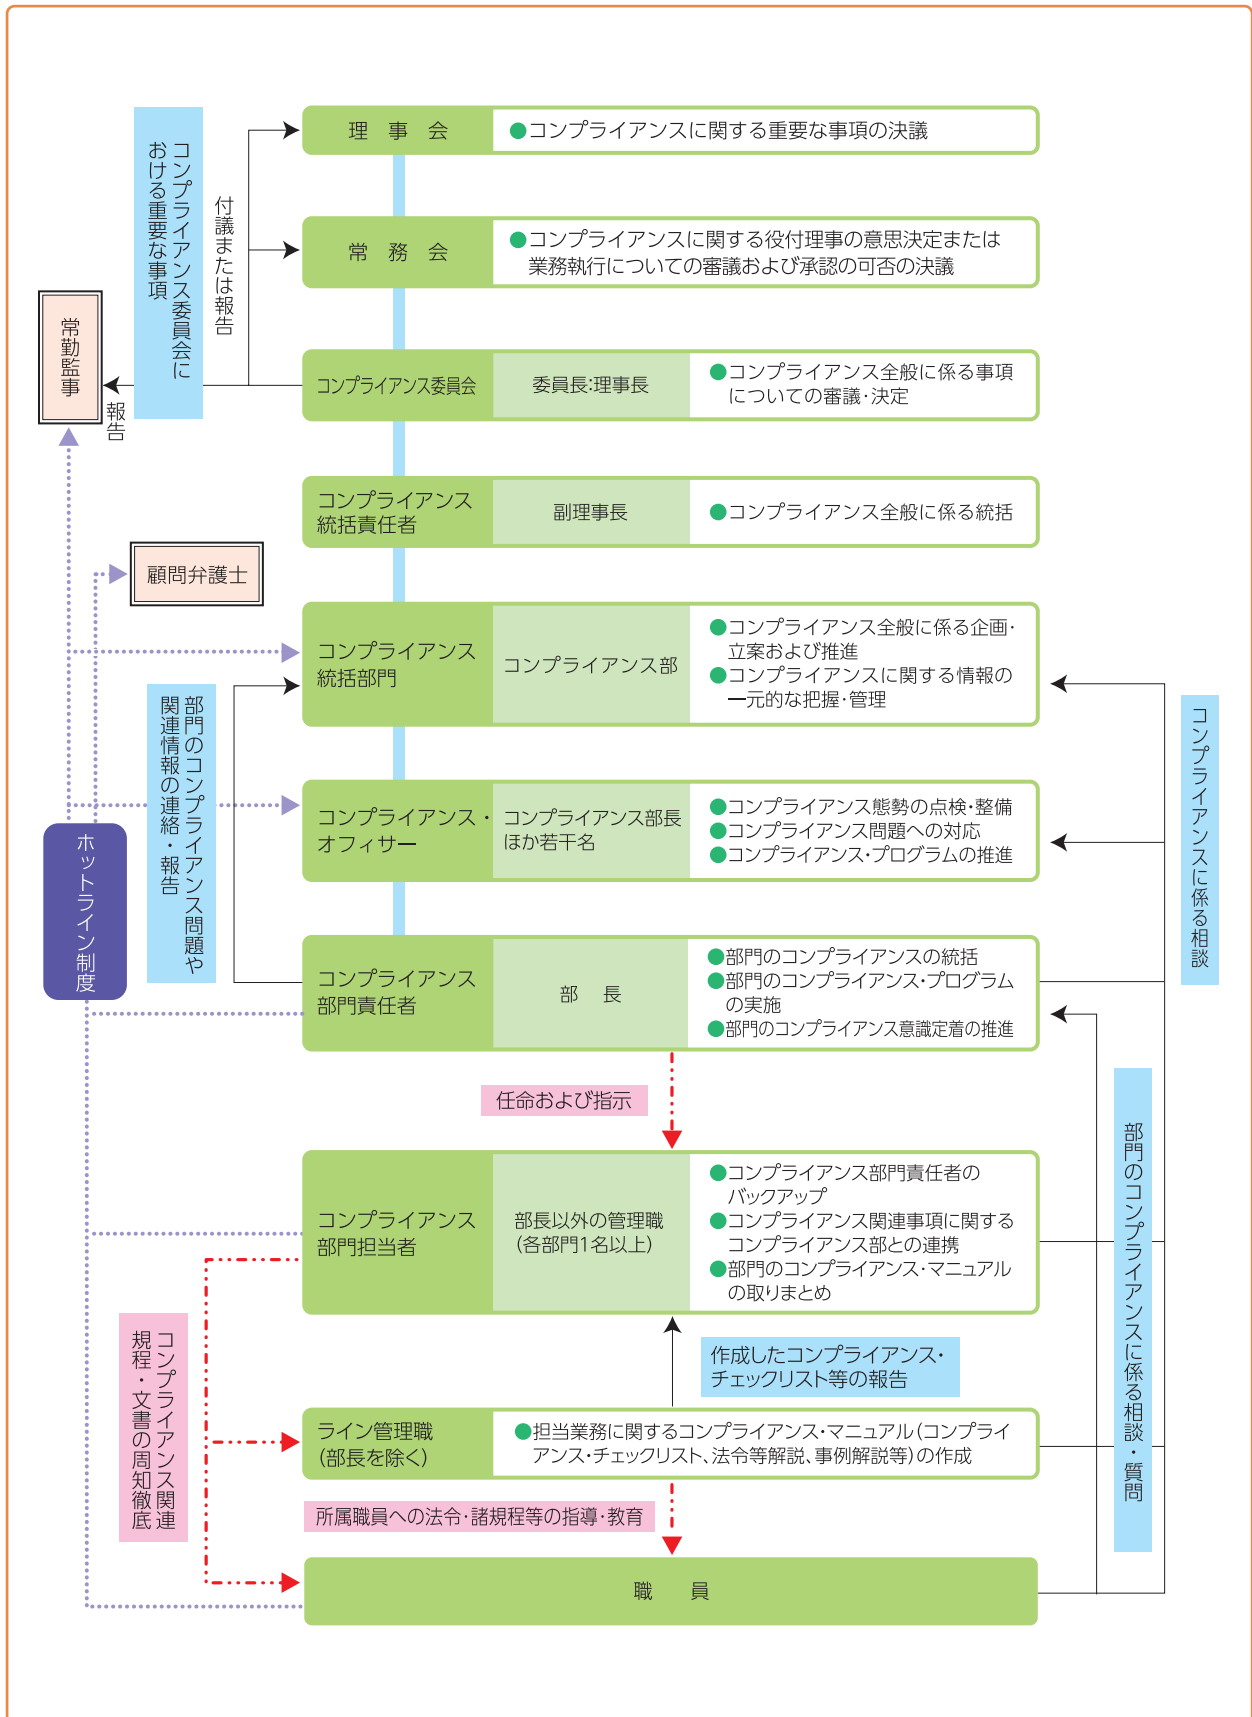 理事会
●コンプライアンスに関する重要な事項の決議
コンプライアンス委員会に
おける重要な事項
付議または報告
常務会
●コンプライアンスに関する役付理事の意思決定または
業務執行についての審議および承認の可否の決議
常勤監事
報告
コンプライアンス委員会
委員長:理事長
●コンプライアンス全般に係る事項
についての審議・決定
コンプライアンス
統括責任者
副理事長
●コンプライアンス全般に係る統括
顧問弁護士
コンプライアンス
統括部門
コンプライアンス部
●コンプライアンス全般に係る企画・
立案および推進
●コンプライアンスに関する情報の
一元的な把握・管理
部門のコンプライアンス問題や
関連情報の連絡・報告
コンプライアンスに係る相談
コンプライアンス・
オフィサー
コンプライアンス部長
ほか若干名
●コンプライアンス態勢の点検・整備
●コンプライアンス問題への対応
●コンプライアンス・プログラムの推進
ホットライン制度
コンプライアンス
部門責任者
部長
●部門のコンプライアンスの統括
●部門のコンプライアンス・プログラム
の実施
●部門のコンプライアンス意識定着の推進
任命および指示
部門のコンプライアンスに係る相談・質問
コンプライアンス
部門担当者
部長以外の管理職
(各部門1名以上)
●コンプライアンス部門責任者の
バックアップ
●コンプライアンス関連事項に関する
コンプライアンス部との連携
●部門のコンプライアンス・マニュアル
の取りまとめ
コンプライアンス関連
規程・文書の周知徹底
作成したコンプライアンス・
チェックリスト等の報告
ライン管理職
(部長を除く)
●担当業務に関するコンプライアンス・マニュアル(コンプライ
アンス・チェックリスト、法令等解説、事例解説等)の作成
所属職員への法令・諸規程等の指導・教育
職員